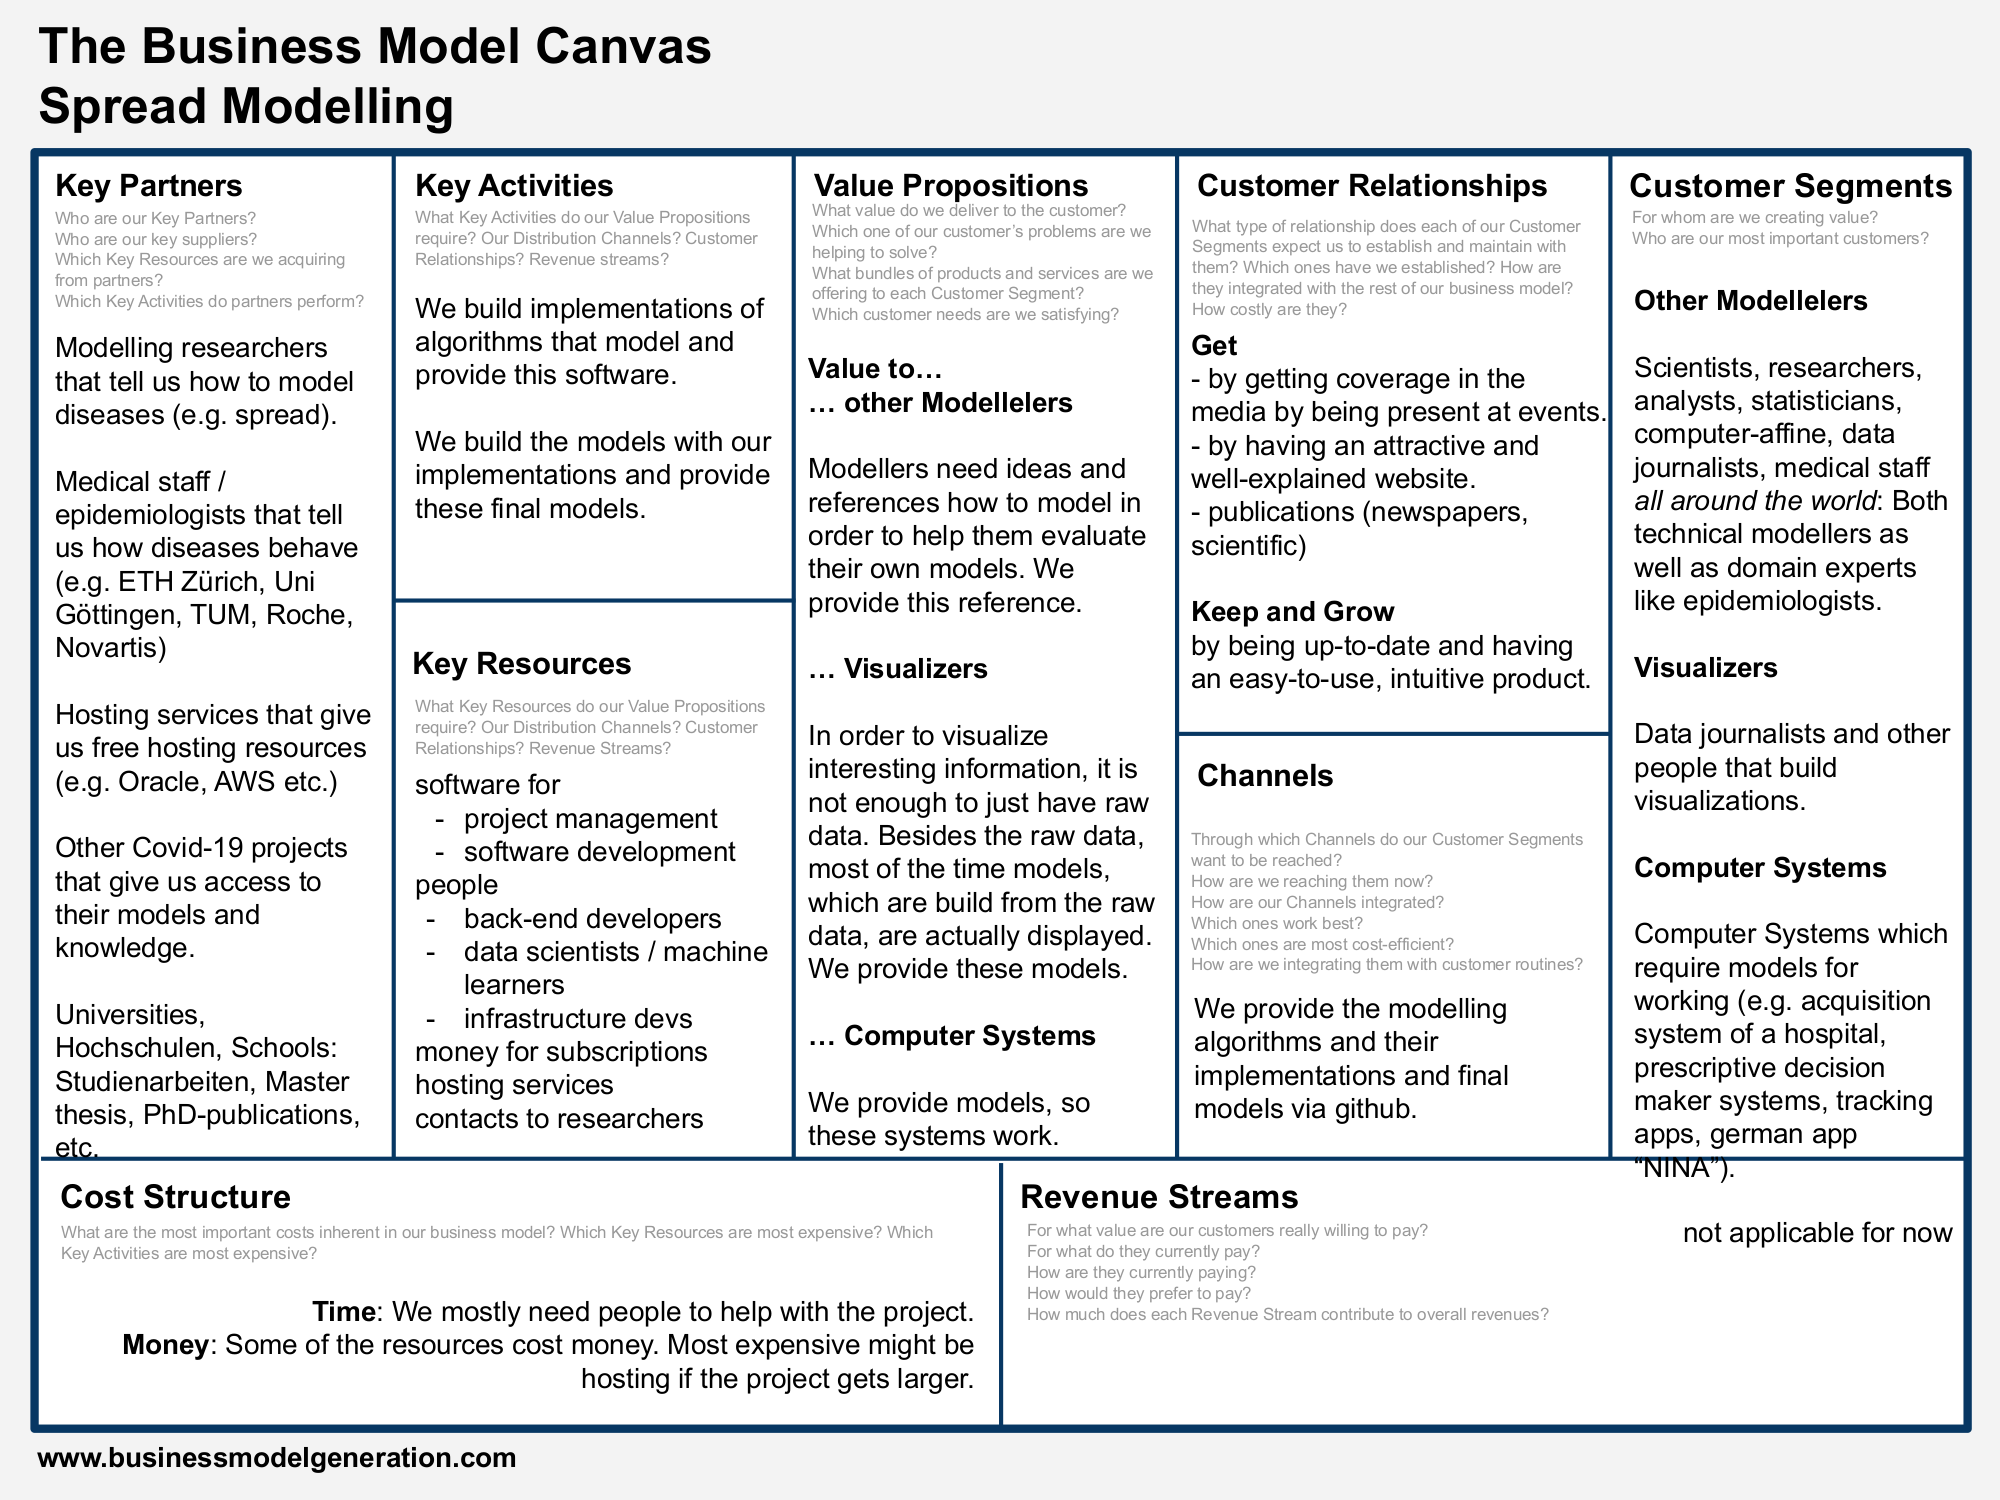 The Business Model Canvas
Spread Modelling
Key Partners
Who are our Key Partners?
Who are our key suppliers?
Which Key Resources are we acquiring
from partners?
Which Key Activities do partners perform?
Modelling researchers
that tell us how to model
diseases (e.g. spread).
Medical staff /
epidemiologists that tell
us how diseases behave
(e.g. ETH Zürich, Uni
Göttingen, TUM, Roche,
Novartis)
Hosting services that give
us free hosting resources
(e.g. Oracle, AWS etc.)
Other Covid-19 projects
that give us access to
their models and
knowledge.
Universities,
Hochschulen, Schools:
Studienarbeiten, Master
thesis, PhD-publications,
etc.
Key Activities
What Key Activities do our Value Propositions
require? Our Distribution Channels? Customer
Relationships? Revenue streams?
We build implementations of
algorithms that model and
provide this software.
We build the models with our
implementations and provide
these final models.
Key Resources
What Key Resources do our Value Propositions
require? Our Distribution Channels? Customer
Relationships? Revenue Streams?
software for
- project management
- software development
people
- back-end developers
- data scientists / machine
learners
- infrastructure devs
money for subscriptions
hosting services
contacts to researchers
Value Propositions
What value do we deliver to the customer?
Which one of our customer's problems are we
helping to solve?
What bundles of products and services are we
offering to each Customer Segment?
Which customer needs are we satisfying?
Value to…
… other Modellelers
Modellers need ideas and
references how to model in
order to help them evaluate
their own models. We
provide this reference.
… Visualizers
In order to visualize
interesting information, it is
not enough to just have raw
data. Besides the raw data,
most of the time models,
which are build from the raw
data, are actually displayed.
We provide these models.
… Computer Systems
We provide models, so
these systems work.
Customer Relationships
What type of relationship does each of our Customer
Segments expect us to establish and maintain with
them? Which ones have we established? How are
they integrated with the rest of our business model?
How costly are they?
Get
- by getting coverage in the
media by being present at events.
- by having an attractive and
well-explained website.
- publications (newspapers,
scientific)
Keep and Grow
by being up-to-date and having
an easy-to-use, intuitive product.
Channels
Through which Channels do our Customer Segments
want to be reached?
How are we reaching them now?
How are our Channels integrated?
Which ones work best?
Which ones are most cost-efficient?
How are we integrating them with customer routines?
We provide the modelling
algorithms and their
implementations and final
models via github.
Customer Segments
For whom are we creating value?
Who are our most important customers?
Other Modellelers
Scientists, researchers,
analysts, statisticians,
computer-affine, data
journalists, medical staff
all around the world: Both
technical modellers as
well as domain experts
like epidemiologists.
Visualizers
Data journalists and other
people that build
visualizations.
Computer Systems
Computer Systems which
require models for
working (e.g. acquisition
system of a hospital,
prescriptive decision
maker systems, tracking
apps, german app
“NINA”).
Cost Structure
What are the most important costs inherent in our business model? Which Key Resources are most expensive? Which
Key Activities are most expensive?
Time: We mostly need people to help with the project.
Money: Some of the resources cost money. Most expensive might be
hosting if the project gets larger.
Revenue Streams
For what value are our customers really willing to pay?
For what do they currently pay?
How are they currently paying?
How would they prefer to pay?
How much does each Revenue Stream contribute to overall revenues?
not applicable for now
www.businessmodelgeneration.com